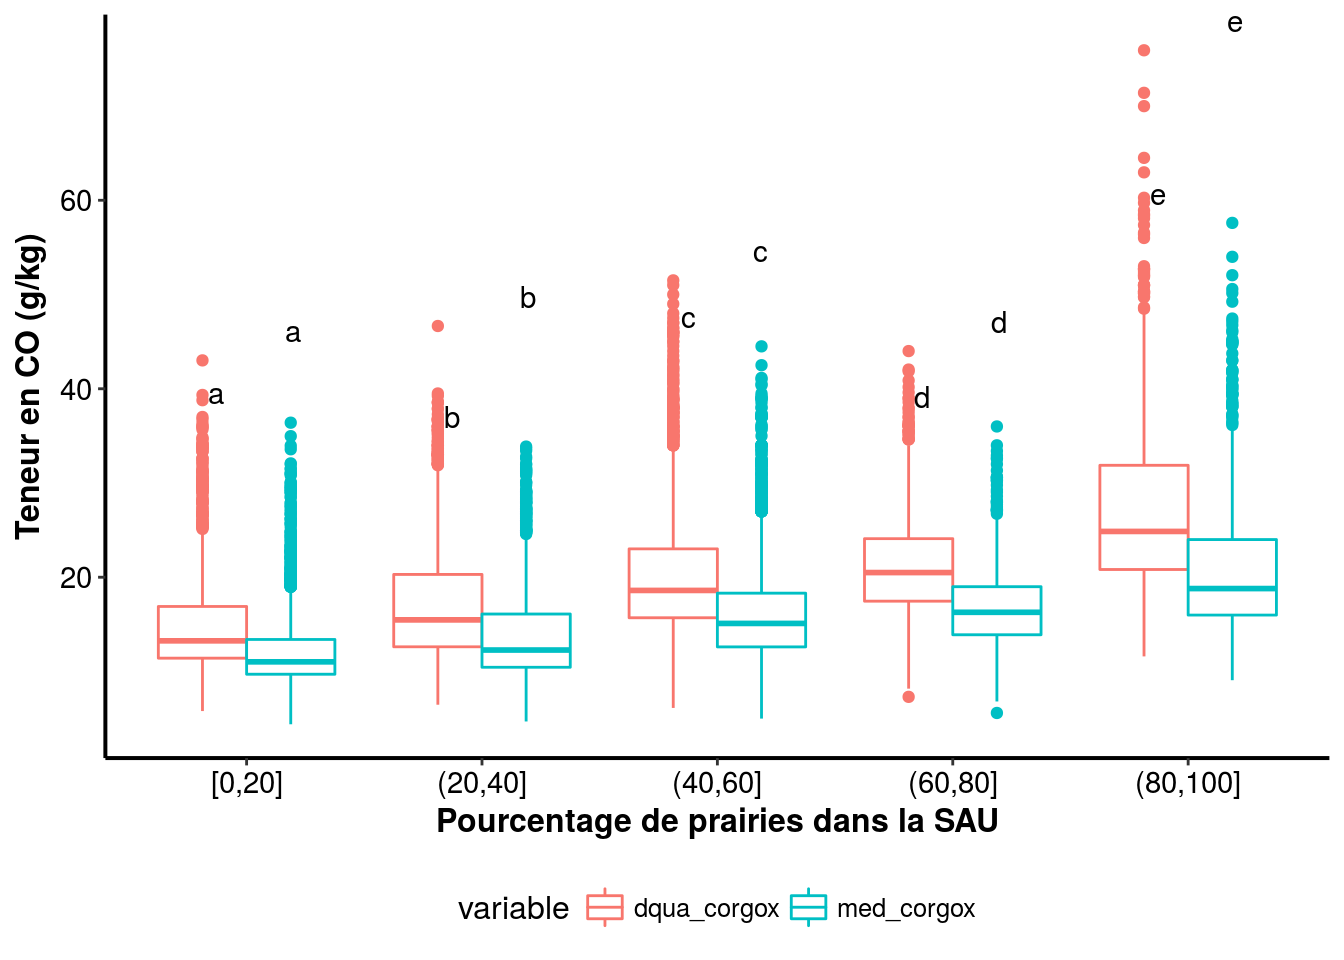 e
60
e
c
b
c
a
d
40
a
d
b
20
Teneur en CO (g/kg)
[0,20] (20,40] (40,60] (60,80] (80,100]
Pourcentage de prairies dans la SAU
variable dqua_corgox med_corgox